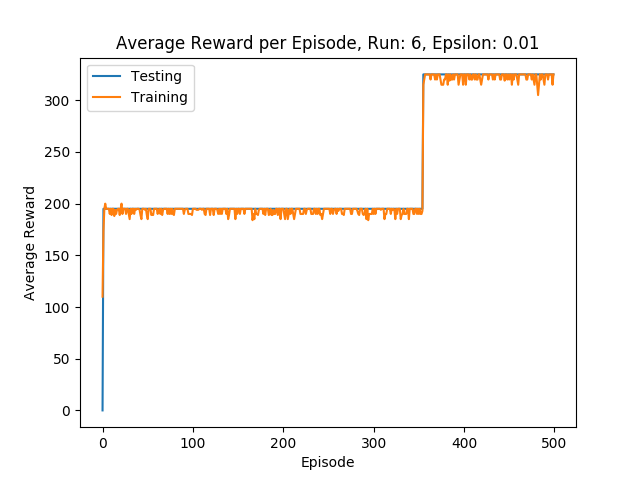 Average Reward per Episode, Run: 6, Epsilon: 0.01
Testing
Training
Average Reward
300
250
200
150
100
50
0
0 100 200 300 400 500
Episode